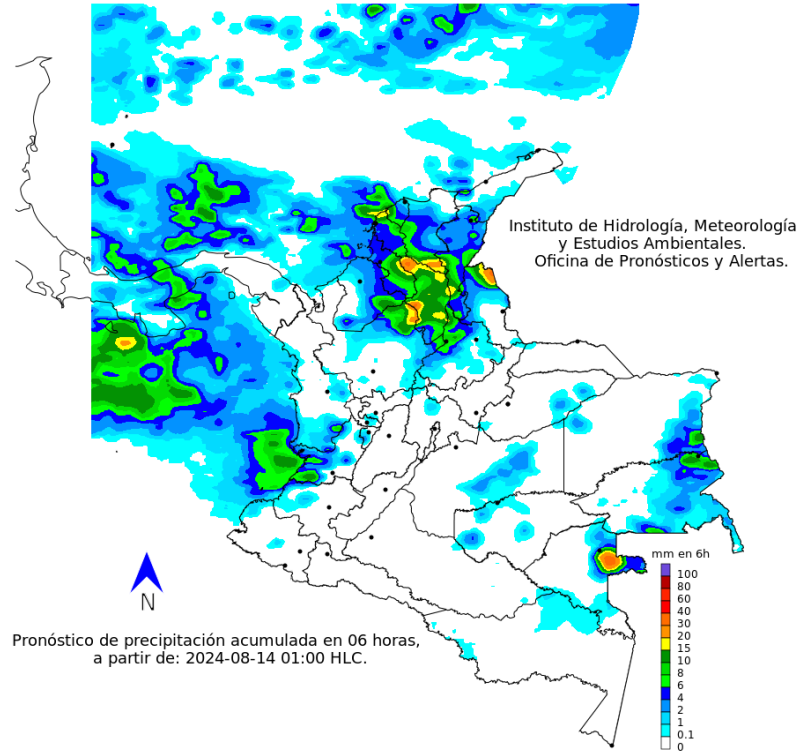 Instituto de Hidrología, Meteorología
y Estudios Ambientales.
Oficina de Pronósticos y Alertas.
D
mm en 6h
100
80
60
40
30
20
15
10
8
6
4
2
1
0.1
0
N
Pronóstico de precipitación acumulada en 06 horas,
a partir de: 2024-08-14 01:00 HLC.